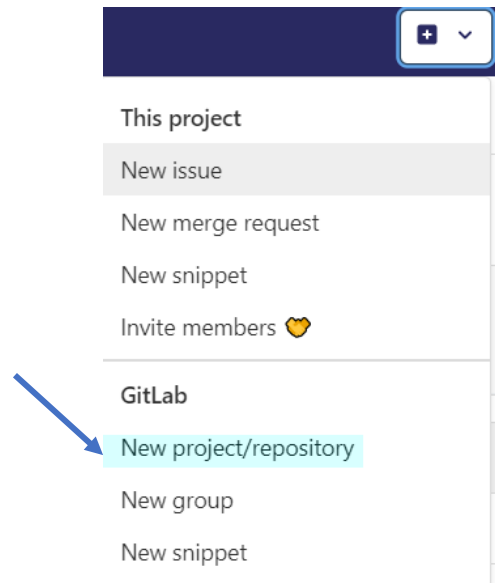 This project
New issue
New merge request
New snippet
Invite members
GitLab
New project/repository
New group
New snippet